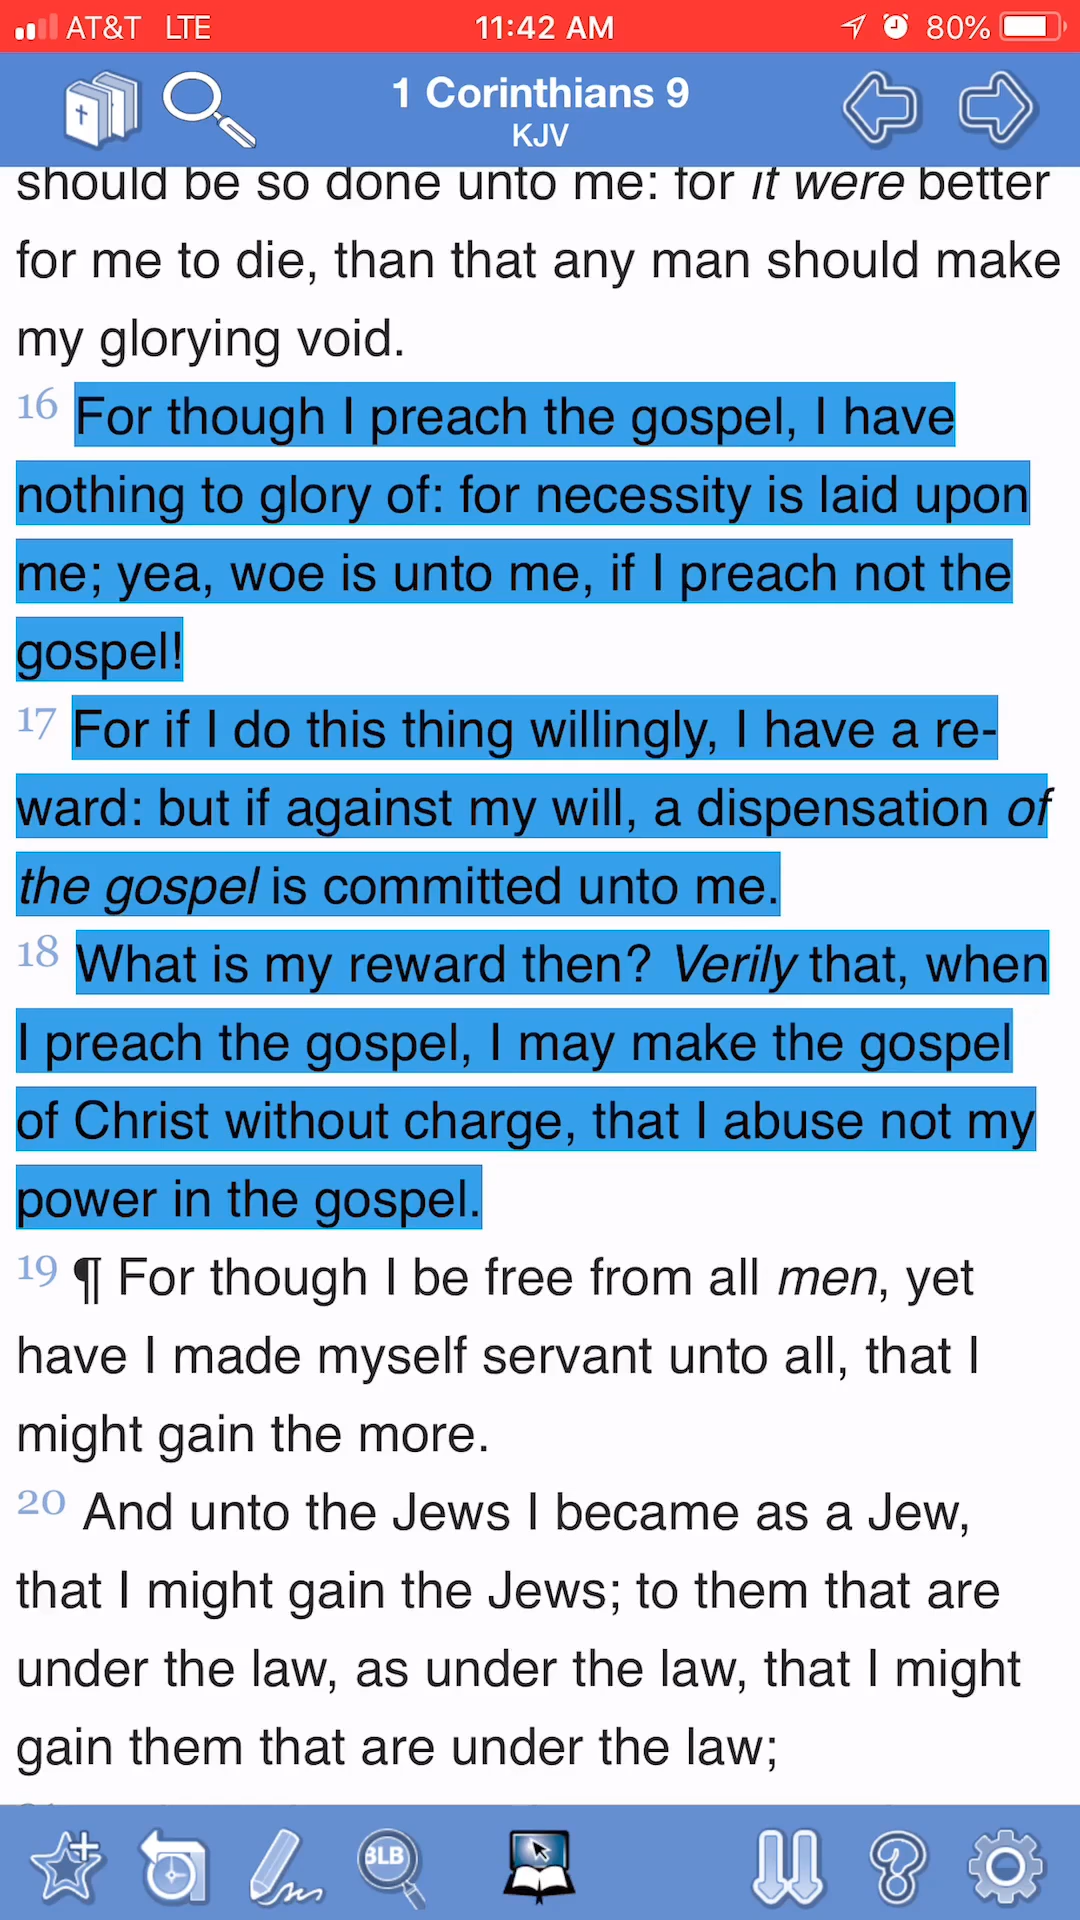 AT&T LTE 11:42 AM 80%
1 Corinthians 9
KJV
should be so done unto me: for it were better
for me to die, than that any man should make
my glorying void.
16 For though I preach the gospel, I have
nothing to glory of: for necessity is laid upon
me; yea, woe is unto me, if I preach not the
gospel!
17 For if I do this thing willingly, I have a re-
ward: but if against my will, a dispensation of
the gospel is committed unto me.
18 What is my reward then? Verily that, when
I preach the gospel, I may make the gospel
of Christ without charge, that I abuse not my
power in the gospel.
19 ¶ For though I be free from all men, yet
have I made myself servant unto all, that I
might gain the more.
20 And unto the Jews I became as a Jew,
that I might gain the Jews; to them that are
under the law, as under the law, that I might
gain them that are under the law;
BLB